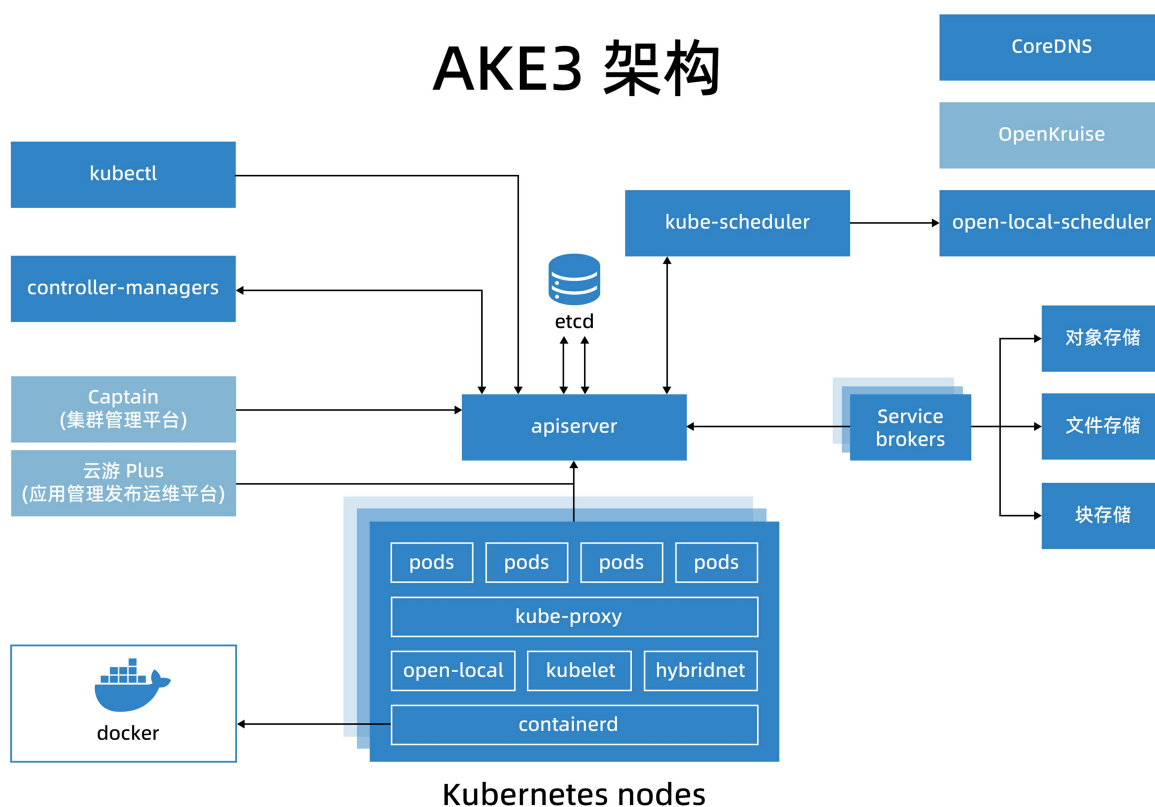 AKE3 架构
CoreDNS
OpenKruise
kubectl
kube-scheduler
open-local-scheduler
controller-managers
etcd
对象存储
Captain
(集群管理平台)
apiserver
Service
brokers
文件存储
云游 Plus
(应用管理发布运维平台)
块存储
pods
pods
pods
pods
kube-proxy
open-local
kubelet
hybridnet
containerd
docker
Kubernetes nodes